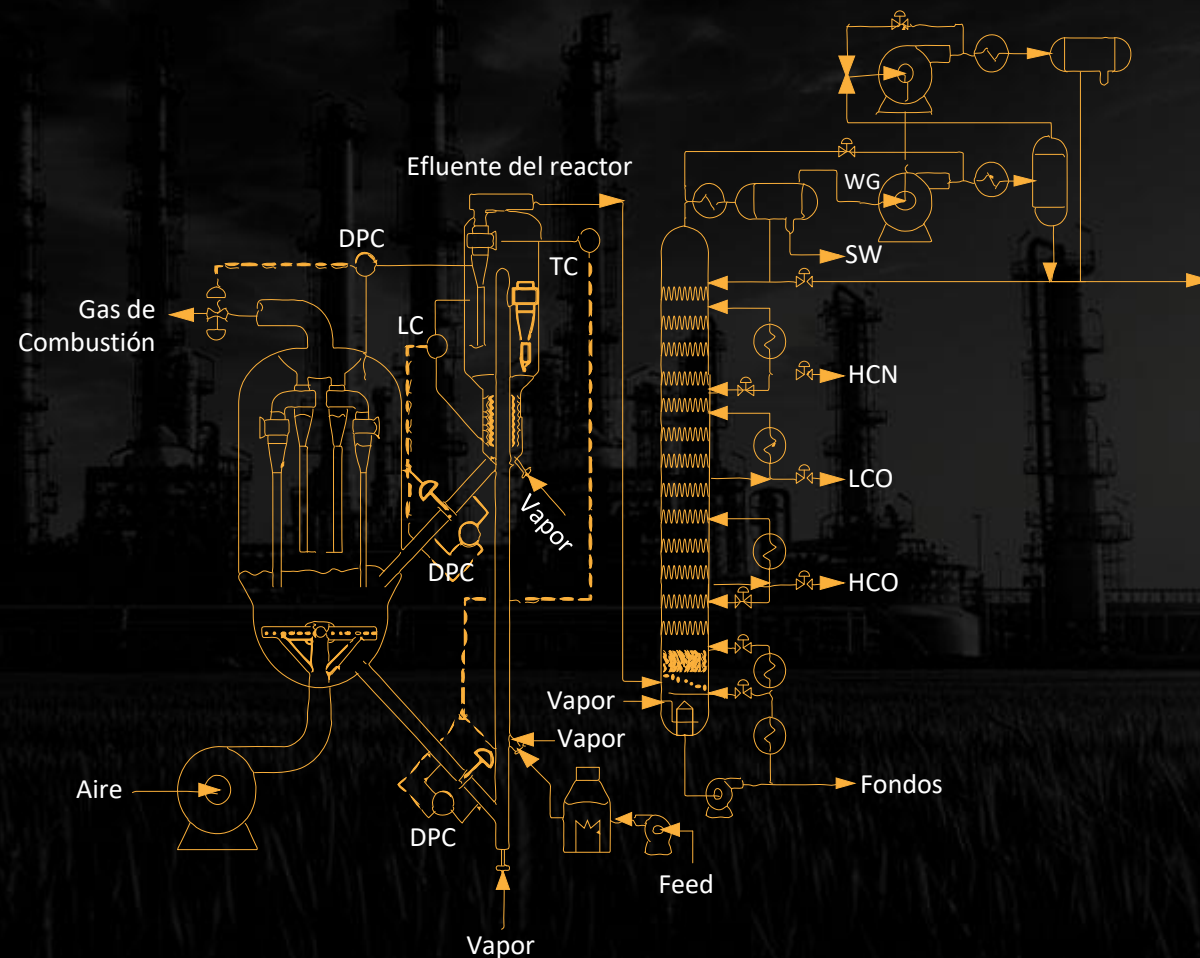 Efluente del reactor
WG
DPC
SW
TC
Gas de
Combustión
LC
HCN
LCO
Vapor
DPC
HCO
Vapor
Vapor
Aire
Fondos
DPC
Feed
Vapor